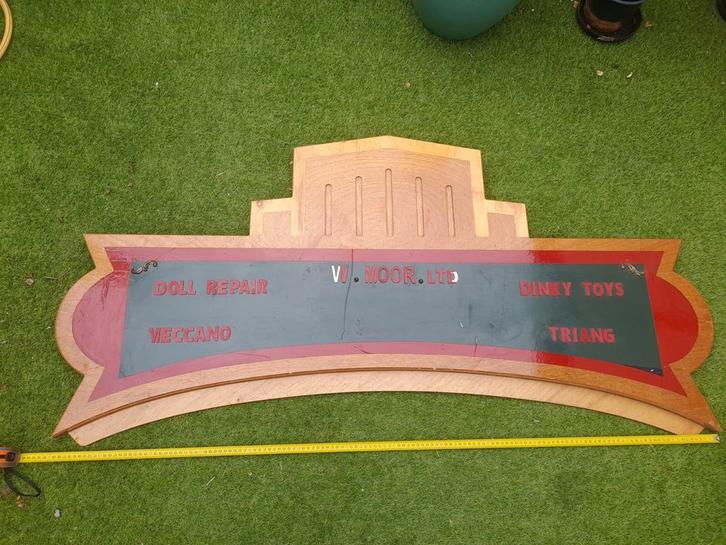 W.MOOR.LTD
DOLL REPAIR
DINKY TOYS
MECCANO
TRIANG